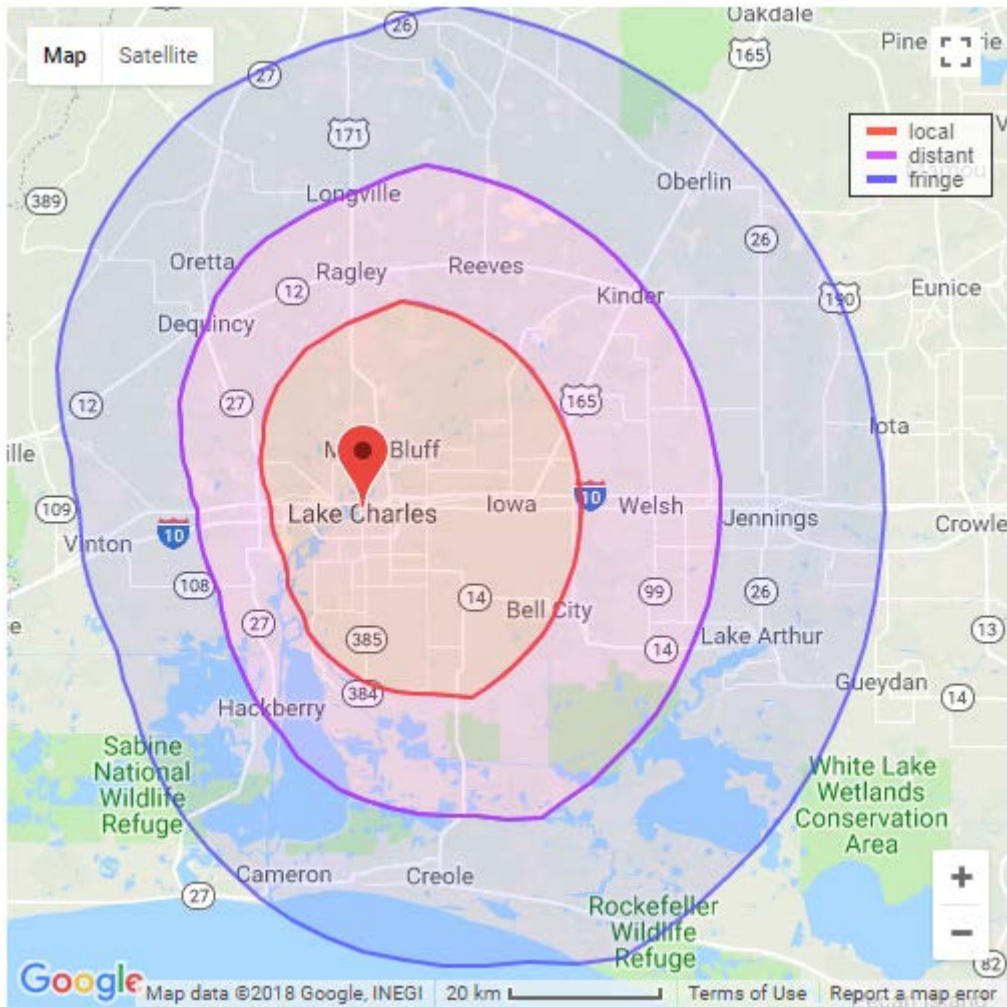 Oakdale
26
Map Satellite
165
Pine
rie
27
171
local
distant
fringe
389
Longville
Oberlin
Oretta
26
Ragley
Reeves
12
Kinder
190
Eunice
Dequincy
27
165
12
Iota
ville
Bluff
10
Lake Charles
Iowa
Welsh
109
Jennings
Crowle
Vinton
10
108
14
99
26
Bell City
27
385
14
Lake Arthur
13
384
Gueydan
14
Hackberry
Sabine
National
Wildlife
Refuge
White Lake
Wetlands
Conservation
Area
Cameron
Creole
+
27
Rockefeller
Wildlife
Refuge
−
82
Google
Map data ©2018 Google, INEGI
20 km
Terms of Use
Report a map error